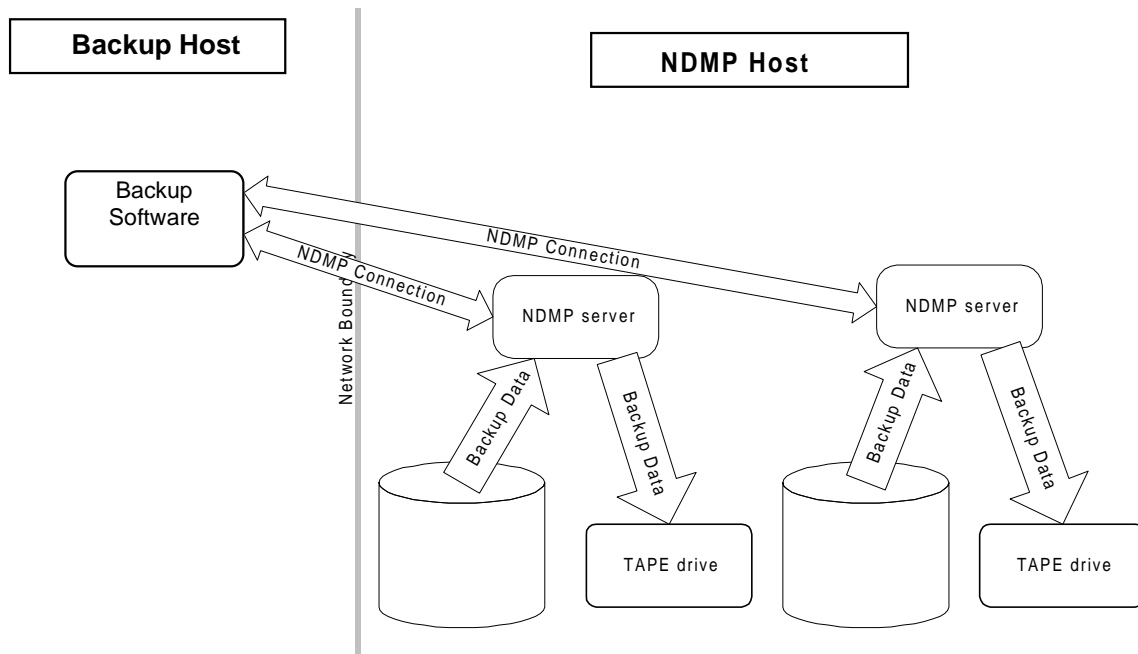 Backup Host
NDMP Host
Backup
Software
NDMP Connection
NDMP Connection
Network
NDMP server
NDMP server
Backup Data
Backup Data
Backup Data
Backup Data
TAPE drive
TAPE drive